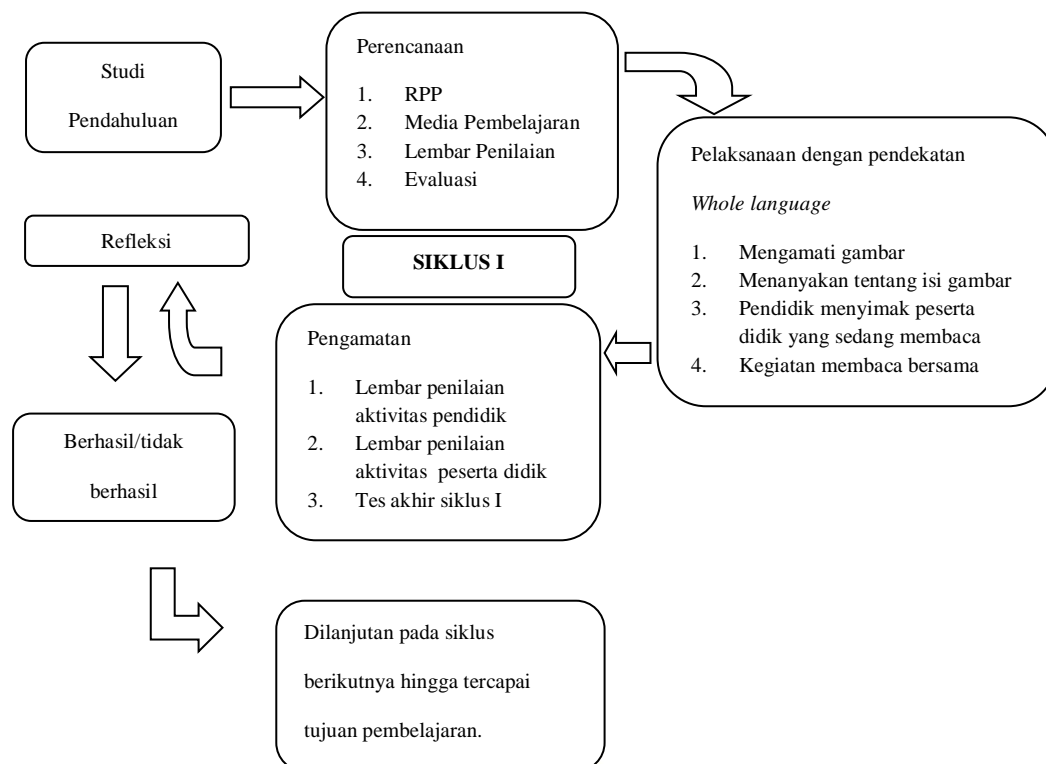 Studi
Pendahuluan
Perencanaan
1. RPP
2. Media Pembelajaran
3. Lembar Penilaian
4. Evaluasi
Pelaksanaan dengan pendekatan
Whole language
1. Mengamati gambar
2. Menanyakan tentang isi gambar
3. Pendidik menyimak peserta
didik yang sedang membaca
4. Kegiatan membaca bersama
SIKLUS I
Pengamatan
1. Lembar penilaian
aktivitas pendidik
2. Lembar penilaian
aktivitas peserta didik
3. Tes akhir siklus I
Refleksi
Berhasil/tidak
berhasil
Dilanjutan pada siklus
berikutnya hingga tercapai
tujuan pembelajaran.